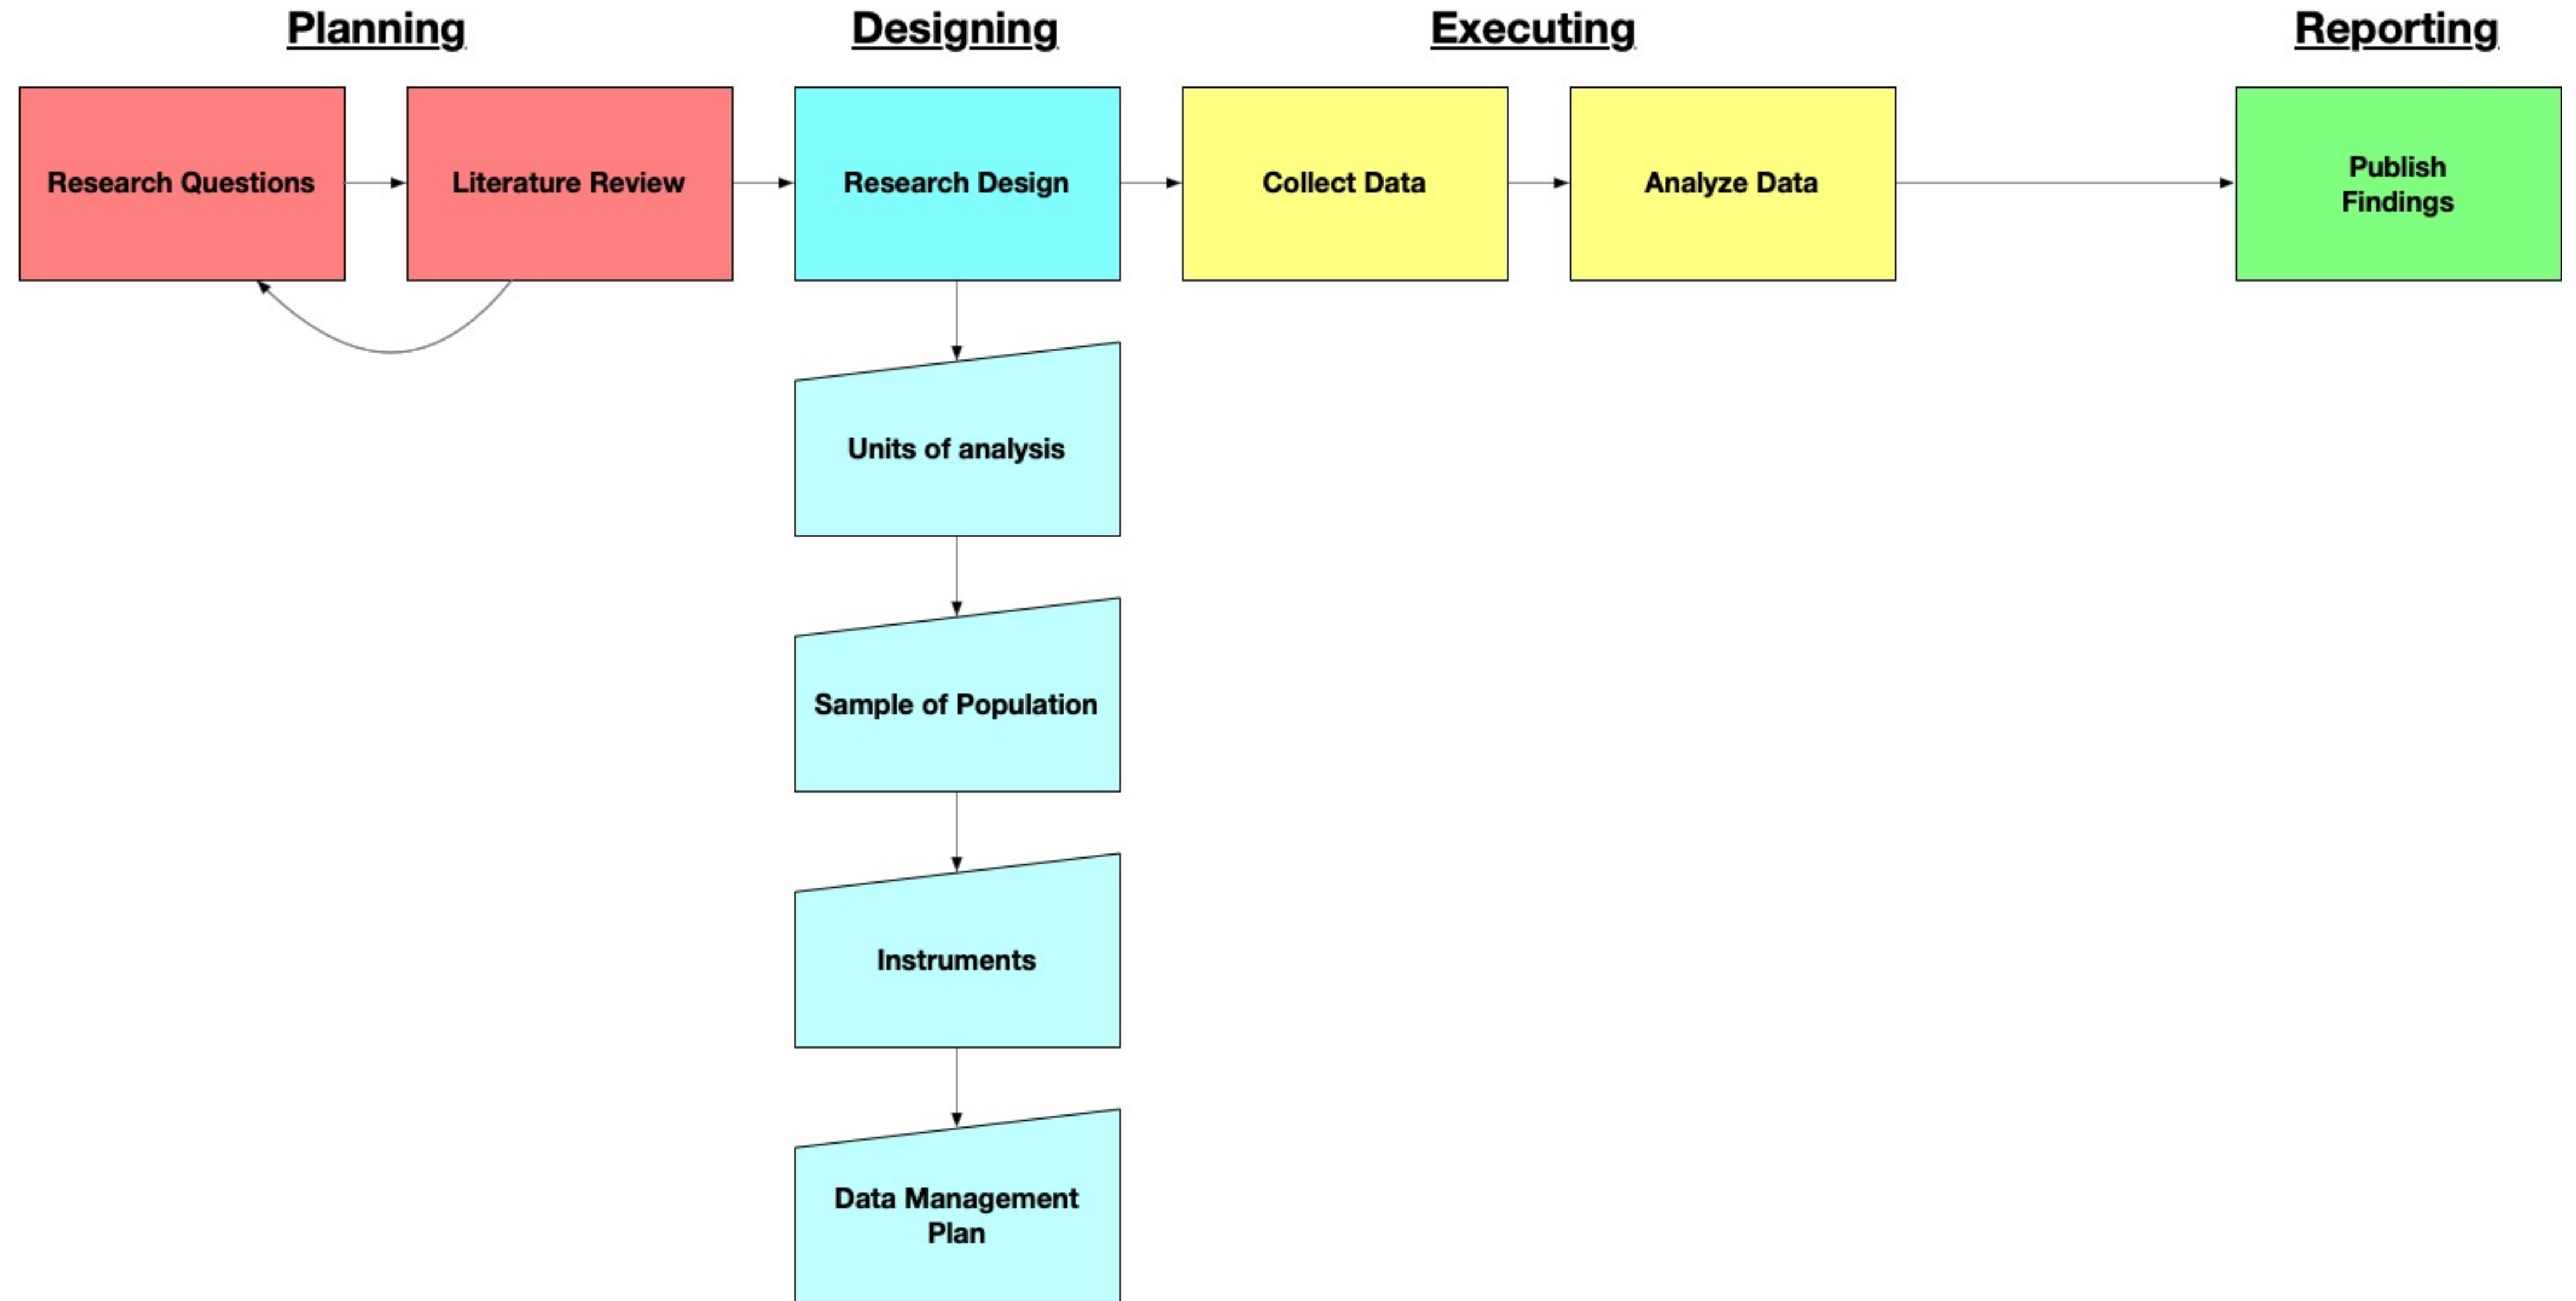 Planning
Designing
Executing
Reporting
Research Questions
Literature Review
Research Design
Collect Data
Analyze Data
Publish
Findings
Units of analysis
Sample of Population
Instruments
Data Management
Plan